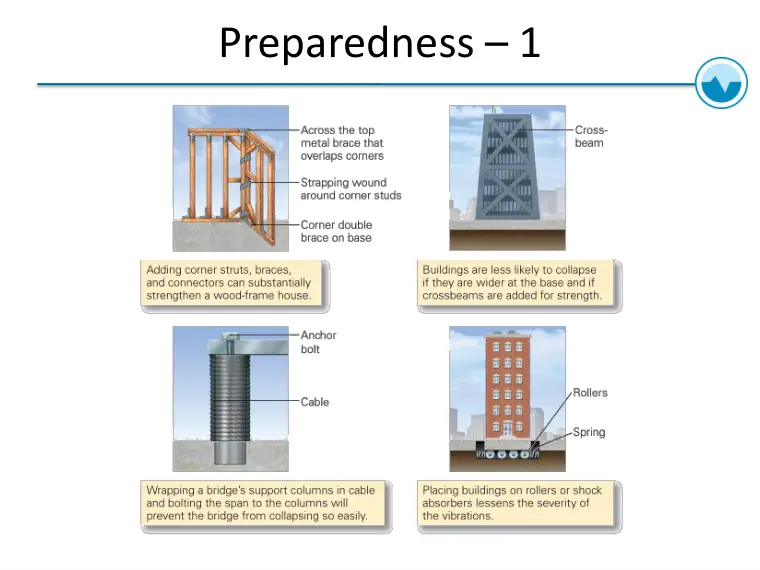 Preparedness – 1
Across the top
metal brace that
overlaps corners
Strapping wound
around corner studs
Corner double
brace on base
Adding corner struts, braces,
and connectors can substantially
strengthen a wood-frame house.
Cross-
beam
Buildings are less likely to collapse
if they are wider at the base and if
crossbeams are added for strength.
Anchor
bolt
Cable
Wrapping a bridge's support columns in cable
and bolting the span to the columns will
prevent the bridge from collapsing so easily.
Rollers
Spring
Placing buildings on rollers or shock
absorbers lessens the severity of
the vibrations.